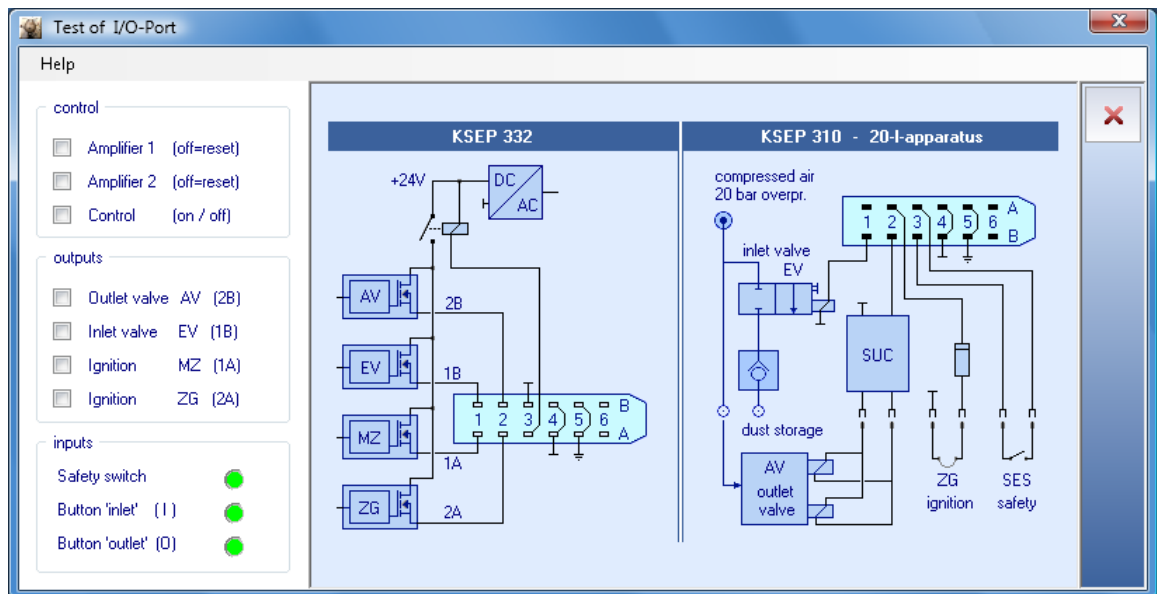 Test of I/O-Port
Help
control
Amplifier 1 (off=reset)
Amplifier 2 (off=reset)
Control (on / off)
outputs
Outlet valve AV (2B)
Inlet valve EV (1B)
Ignition MZ (1A)
Ignition ZG (2A)
inputs
Safety switch
Button 'inlet' ( I )
Button 'outlet' (O)
KSEP 332
+24V
DC
AC
AV
2B
EV
1B
1 2 3 4 5 6
B
A
MZ
1A
ZG
2A
KSEP 310 - 20-l-apparatus
compressed air
20 bar overpr.
1 2 3 4 5 6
A
B
inlet valve
EV
SUC
dust storage
AV
outlet
valve
ZG
ignition
SES
safety